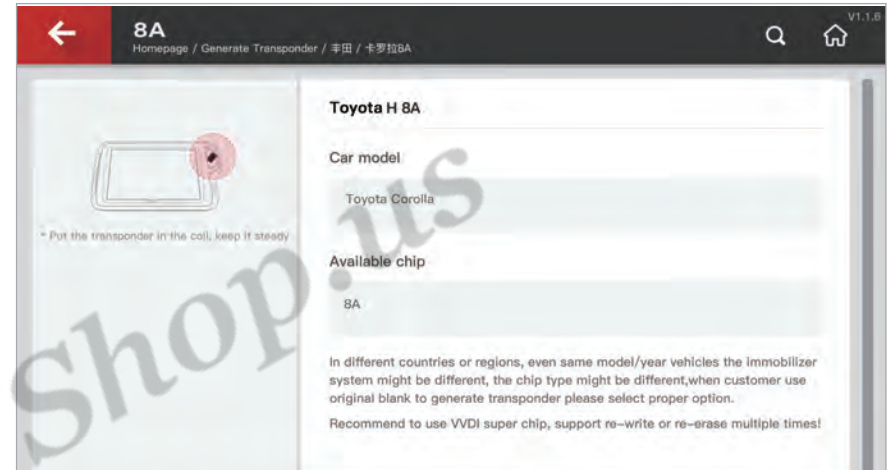 V1.1.6
8A
Homepage / Generate Transponder / 丰田 / 卡罗拉8A
Toyota H 8A
Car model
Toyota Corolla
* Put the transponder in the coil, keep it steady
Available chip
8A
In different countries or regions, even same model/year vehicles the immobilizer
system might be different, the chip type might be different,when customer use
original blank to generate transponder please select proper option.
Recommend to use VVDI super chip, support re-write or re-erase multiple times!
Shop.us